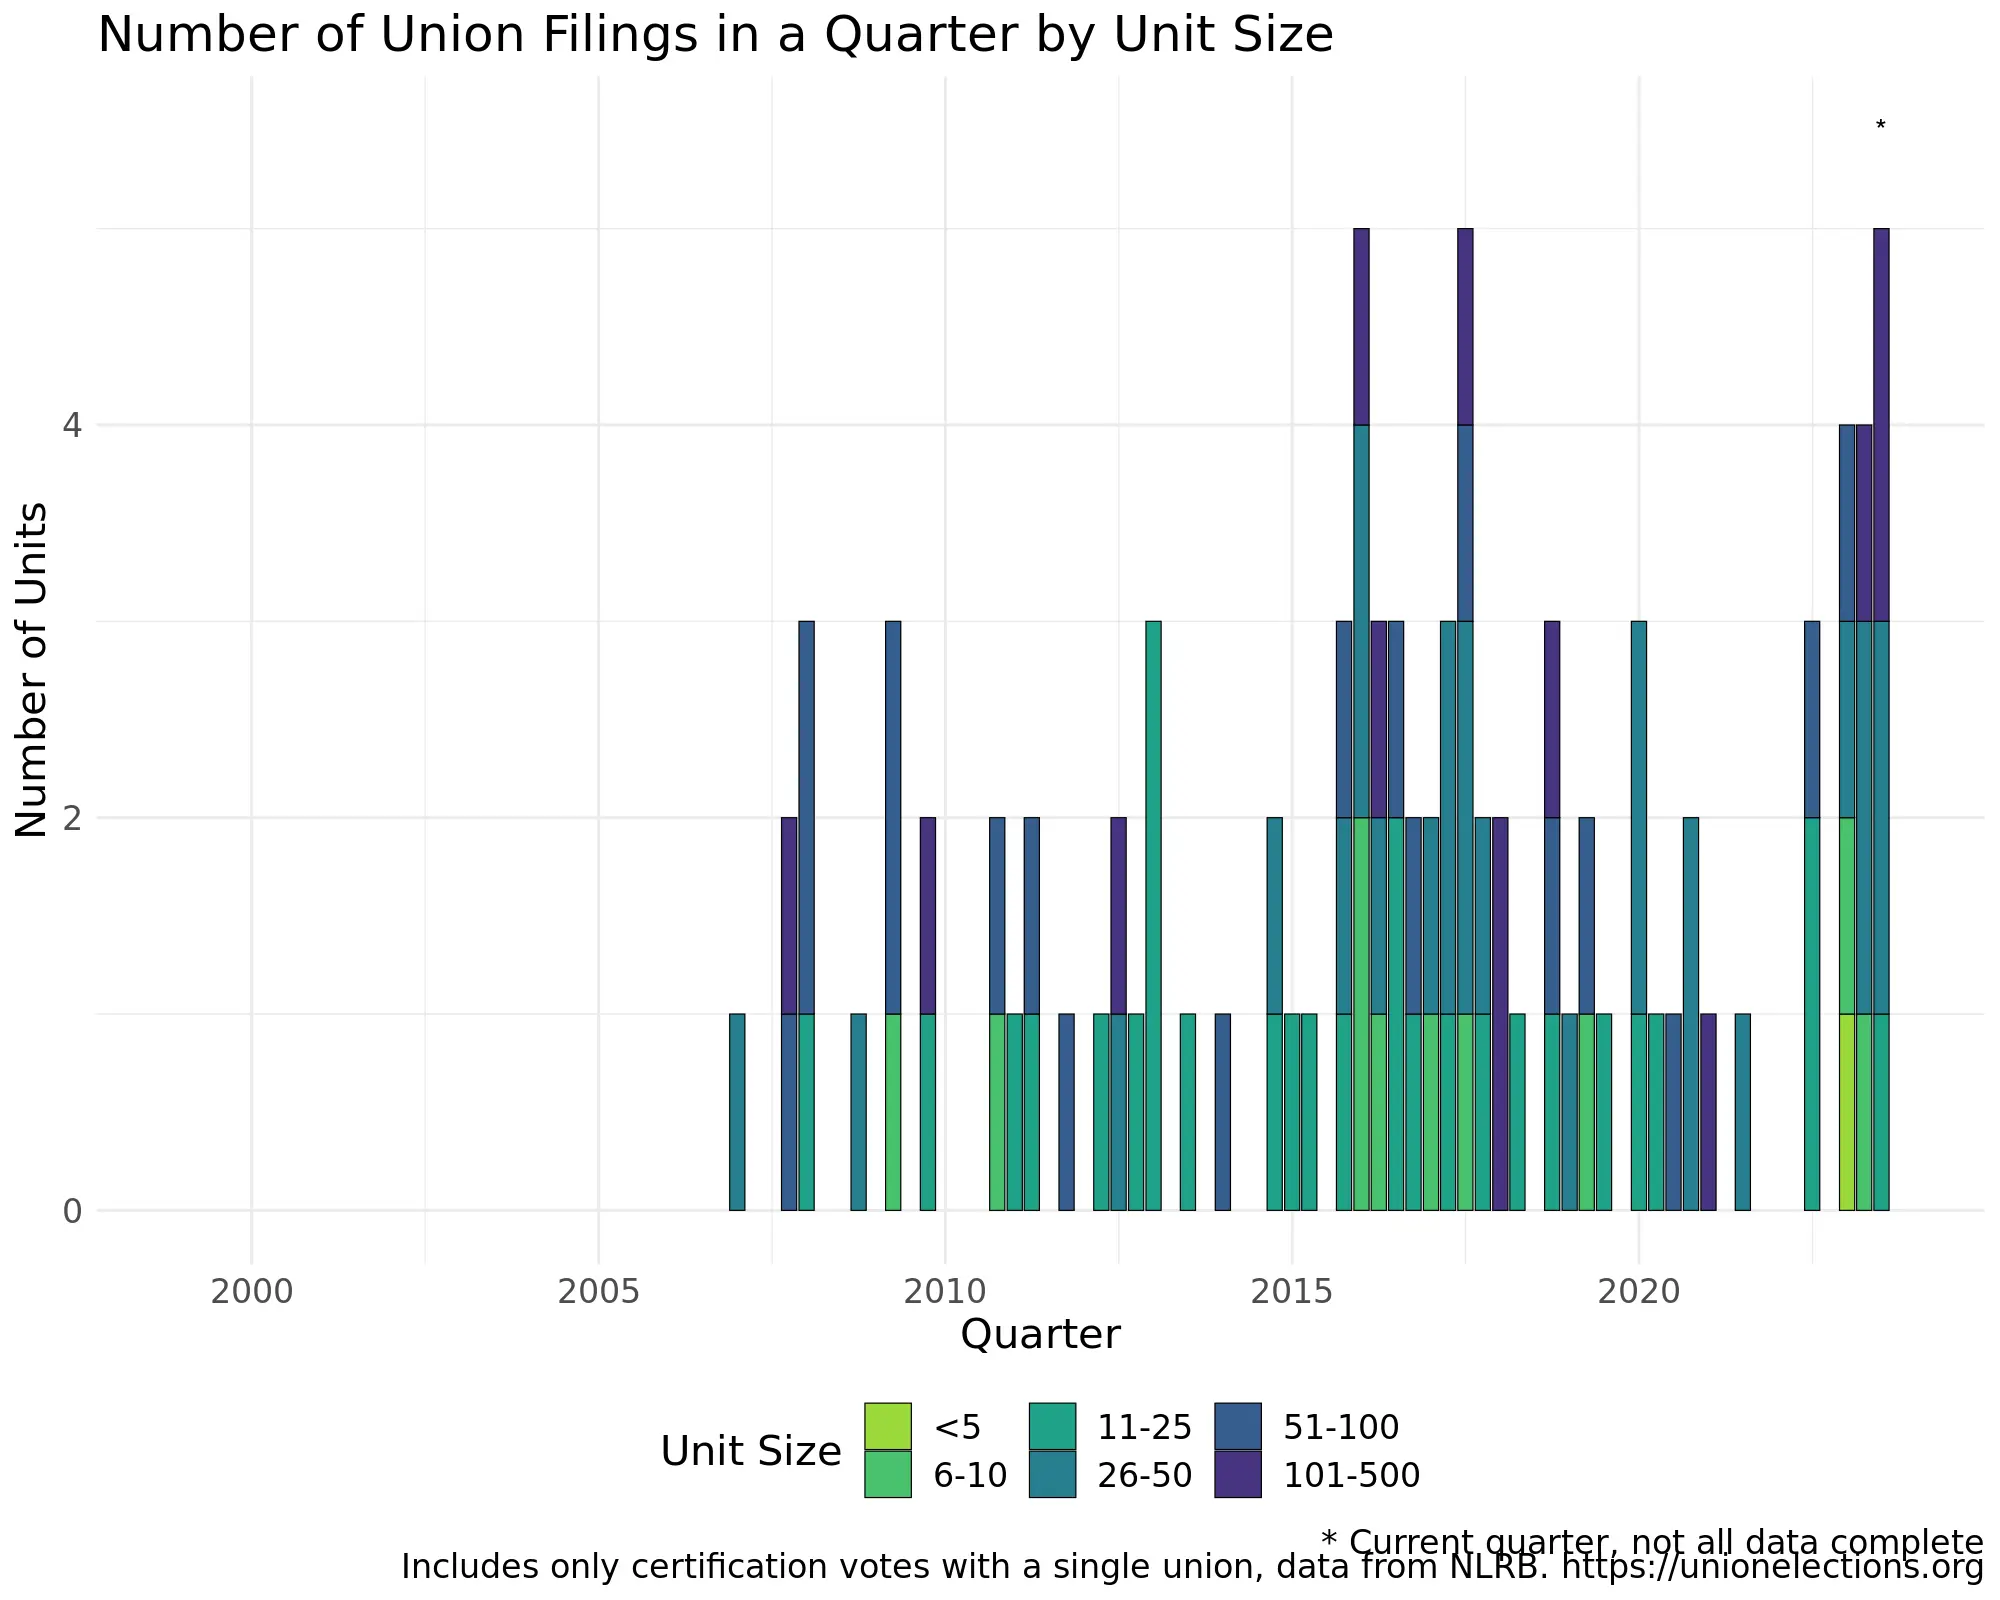 Number of Union Filings in a Quarter by Unit Size
*
Number of Units
4
2
0
2000 2005 2010 2015 2020
Quarter
Unit Size
<5 11-25 51-100
6-10 26-50 101-500
* Current quarter, not all data complete
Includes only certification votes with a single union, data from NLRB. https://unionelections.org